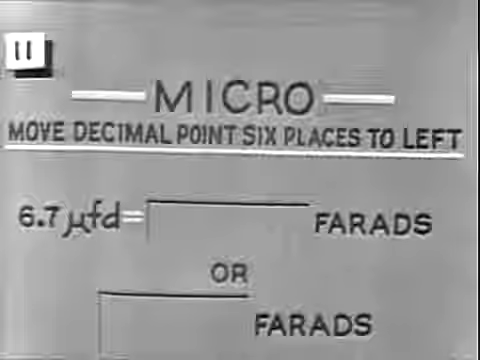 11
MICRO
MOVE DECIMAL POINT SIX PLACES TO LEFT
6.7 μfd = FARADS
OR
FARADS